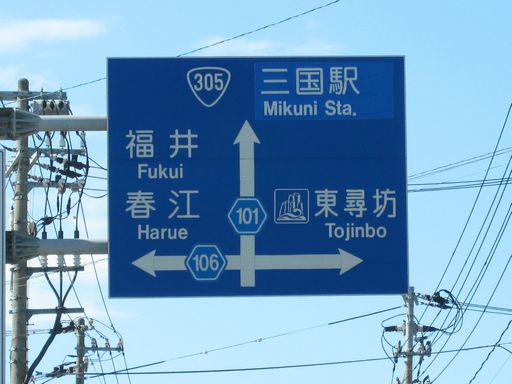 305
三国駅
Mikuni Sta.
福井
Fukui
春江
Harue
101
東尋坊
Tojinbo
106